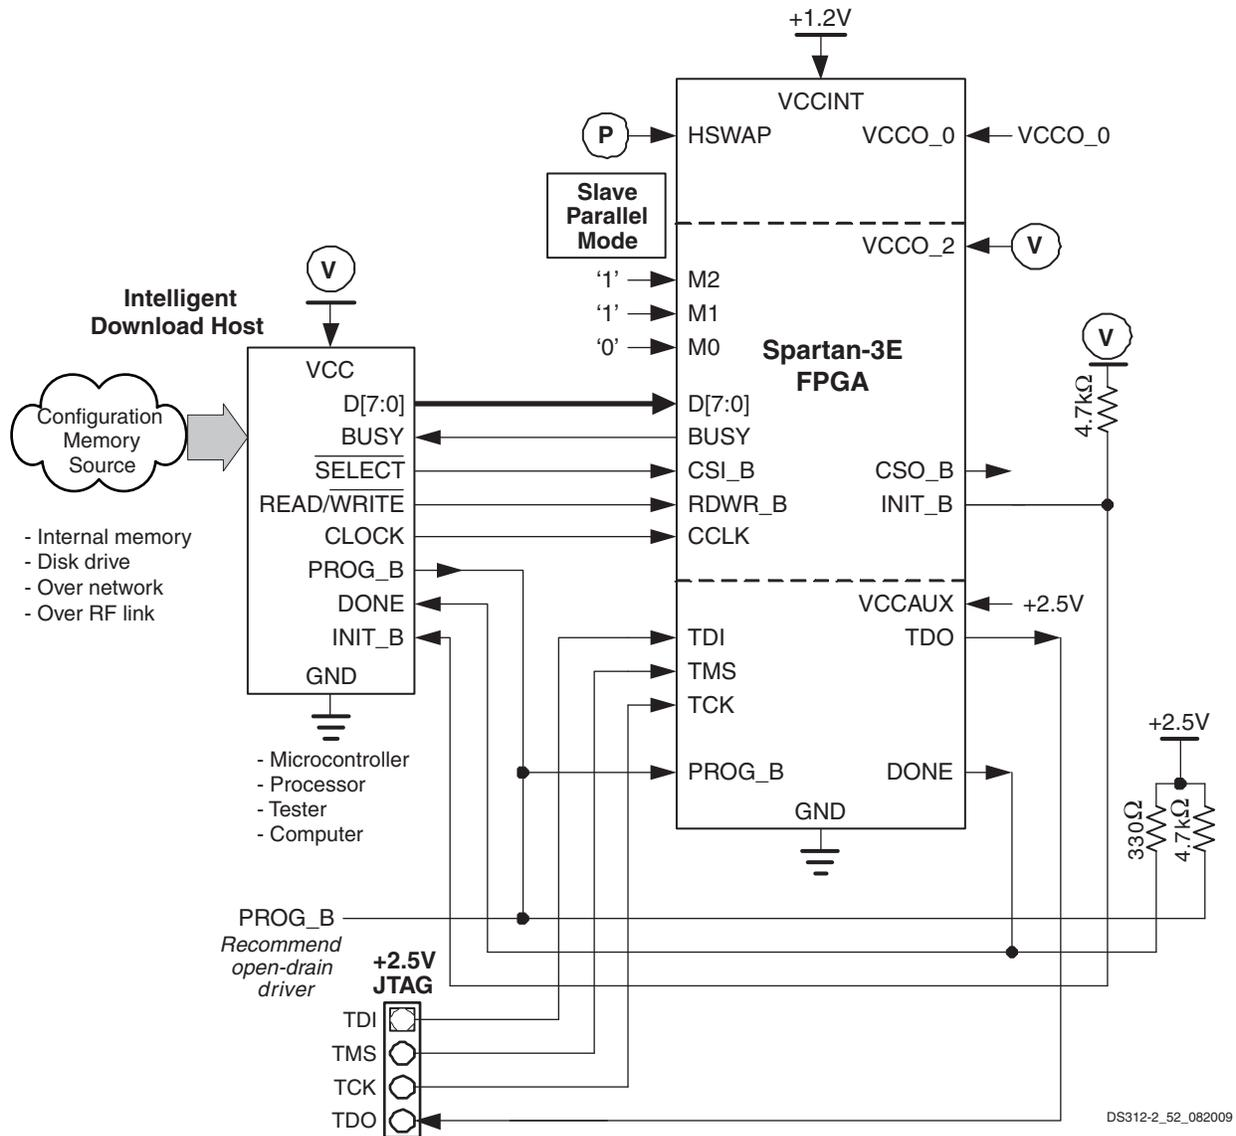 +1.2V
VCCINT
P
HSWAP
VCCO_0
VCCO_0
Slave
Parallel
Mode
VCCO_2
V
‘1’
M2
‘1’
M1
‘0’
M0
Spartan-3E
FPGA
V
Intelligent
Download Host
VCC
D[7:0]
BUSY
SELECT
READ/WRITE
CLOCK
PROG_B
DONE
INIT_B
GND
Configuration
Memory
Source
- Internal memory
- Disk drive
- Over network
- Over RF link
- Microcontroller
- Processor
- Tester
- Computer
D[7:0]
BUSY
CSI_B
RDWR_B
CCLK
CSO_B
INIT_B
V
4.7kΩ
VCCAUX
+2.5V
TDI
TDO
TMS
TCK
PROG_B
DONE
GND
+2.5V
330Ω
4.7kΩ
PROG_B
Recommend
open-drain
driver
+2.5V
JTAG
TDI
TMS
TCK
TDO
DS312-2_52_082009